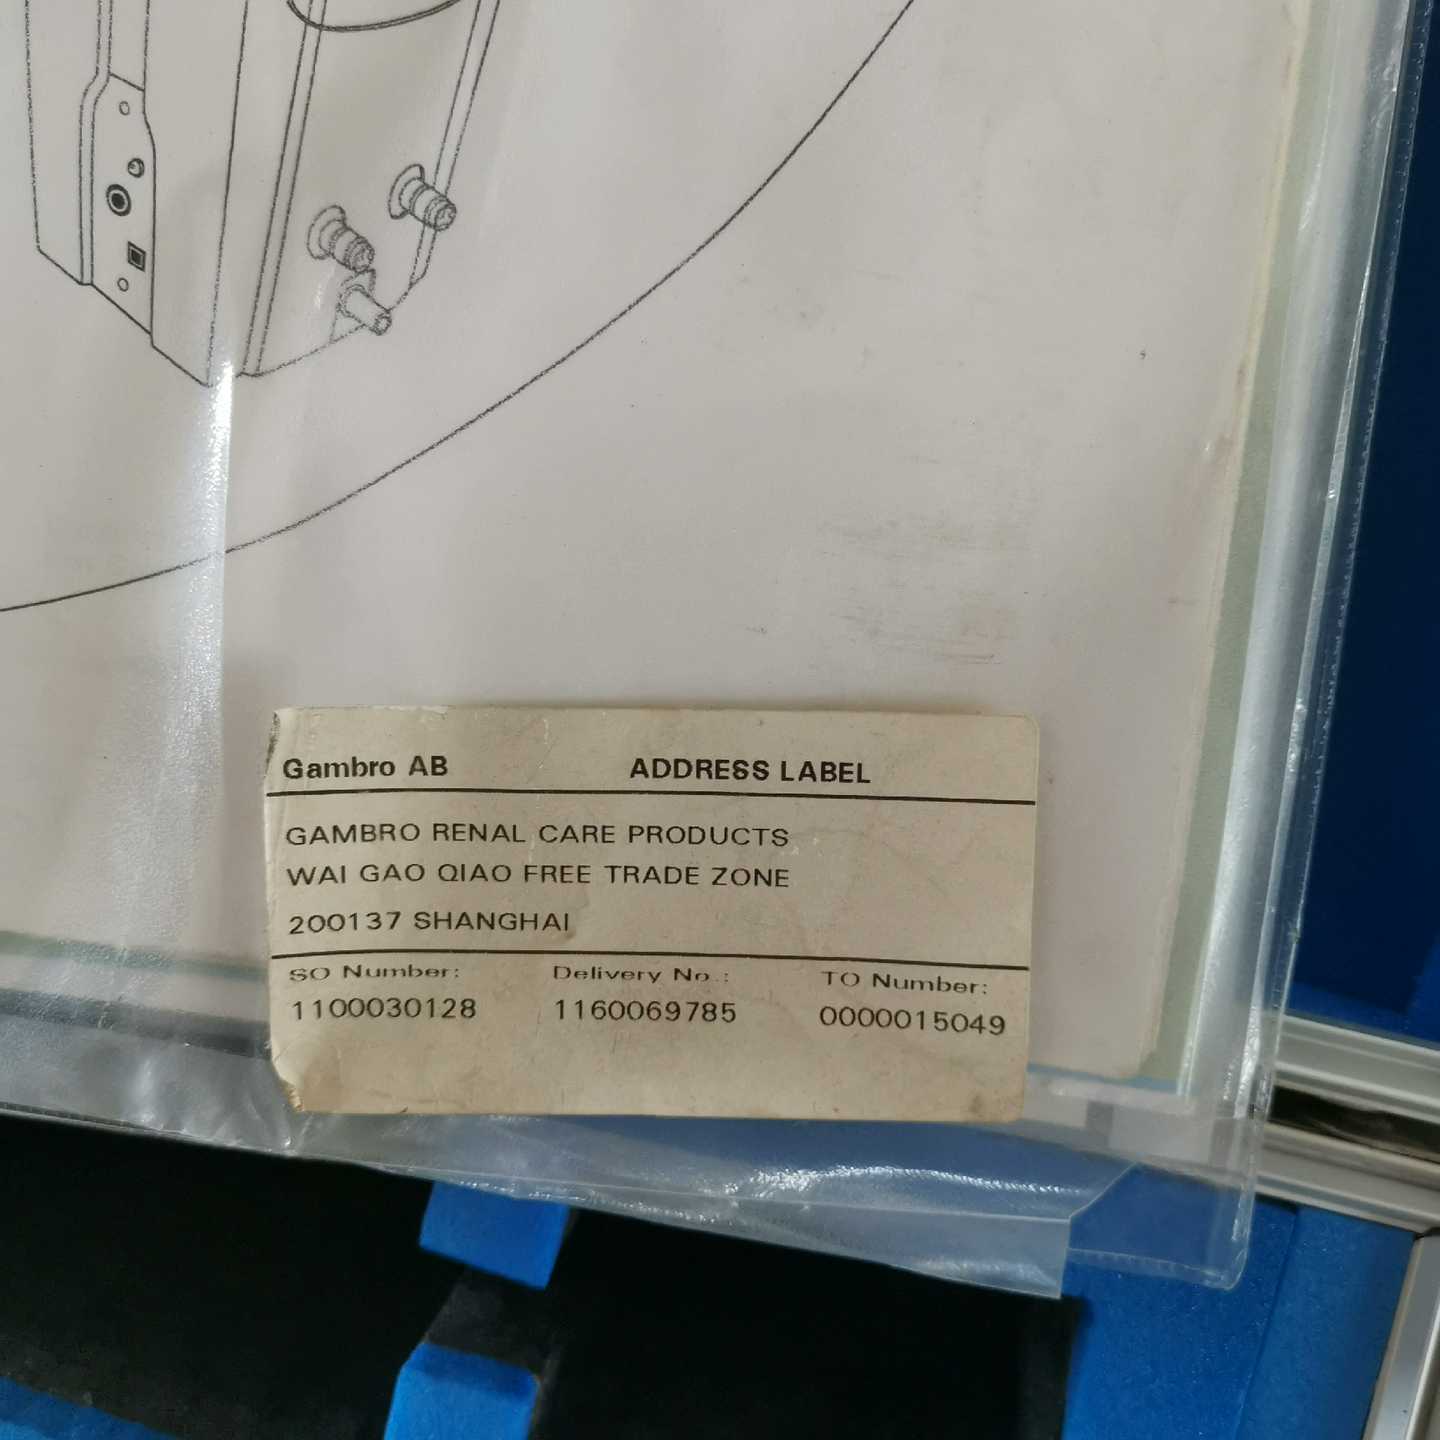 Gambro AB ADDRESS LABEL
GAMBRO RENAL CARE PRODUCTS
WAI GAO QIAO FREE TRADE ZONE
200137 SHANGHAI
SO Number: Delivery No.: TO Number:
1100030128 1160069785 0000015049